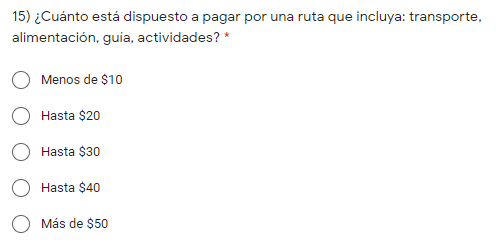 15) ¿Cuánto está dispuesto a pagar por una ruta que incluya: transporte,
alimentación, guía, actividades? *
Menos de $10
Hasta $20
Hasta $30
Hasta $40
Más de $50